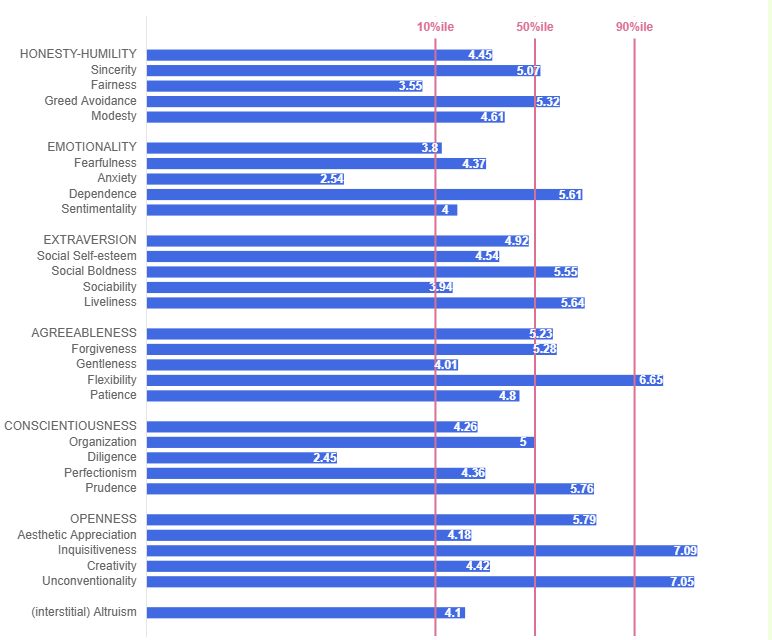 10%ile 50%ile 90%ile
HONESTY-HUMILITY 4.45
Sincerity 5.07
Fairness 3.55
Greed Avoidance 5.32
Modesty 4.61
EMOTIONALITY 3.8
Fearfulness 4.37
Anxiety 2.54
Dependence 5.61
Sentimentality 4
EXTRAVERSION 4.92
Social Self-esteem 4.54
Social Boldness 5.55
Sociability 3.94
Liveliness 5.64
AGREEABLENESS 5.23
Forgiveness 5.28
Gentleness 4.01
Flexibility 6.65
Patience 4.8
CONSCIENTIOUSNESS 4.26
Organization 5
Diligence 2.45
Perfectionism 4.36
Prudence 5.76
OPENNESS 5.79
Aesthetic Appreciation 4.18
Inquisitiveness 7.09
Creativity 4.42
Unconventionality 7.05
(interstitial) Altruism 4.1